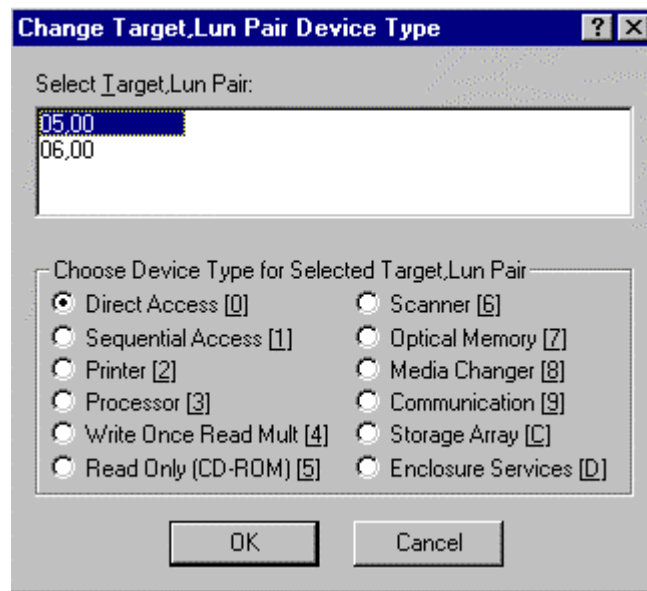 Change Target,Lun Pair Device Type
Select Target,Lun Pair:
05,00
06,00
Choose Device Type for Selected Target,Lun Pair
Direct Access [0]
Sequential Access [1]
Printer [2]
Processor [3]
Write Once Read Mult [4]
Read Only (CD-ROM) [5]
Scanner [6]
Optical Memory [7]
Media Changer [8]
Communication [9]
Storage Array [C]
Enclosure Services [D]
OK
Cancel